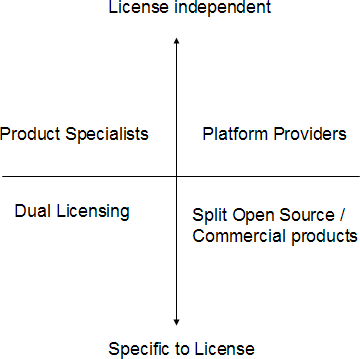 License independent
Product Specialists
Platform Providers
Dual Licensing
Split Open Source /
Commercial products
Specific to License